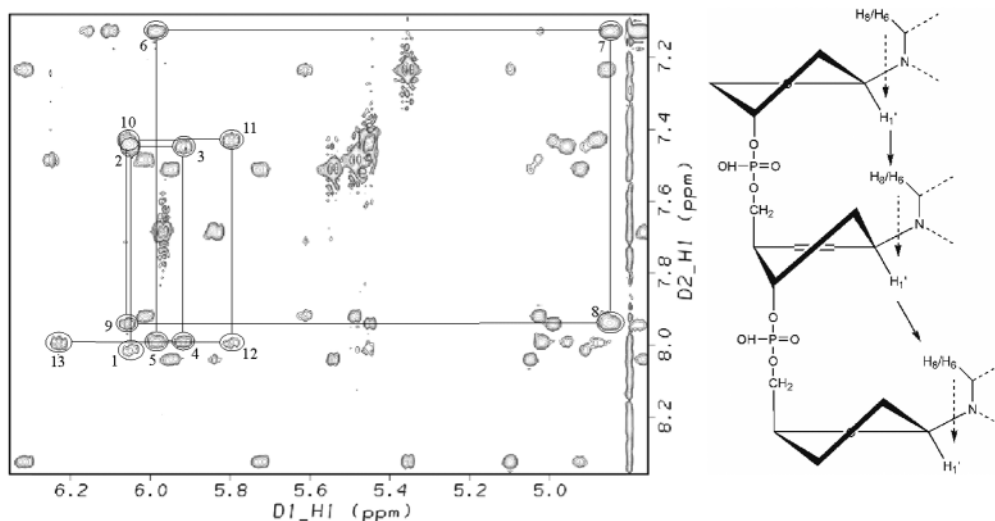 6 7
10 11
2 3
9 8
13 1 5 4 12
7.2
7.4
7.6
7.8
8.0
8.2
D2_H1 (ppm)
6.2 6.0 5.8 5.6 5.4 5.2 5.0
D1_H1 (ppm)
H₈/H₆
N
O
H₁'
O
OH P O
O
CH₂
H₈/H₆
N
H₁'
O
OH P O
O
CH₂
H₈/H₆
N
O
H₁'